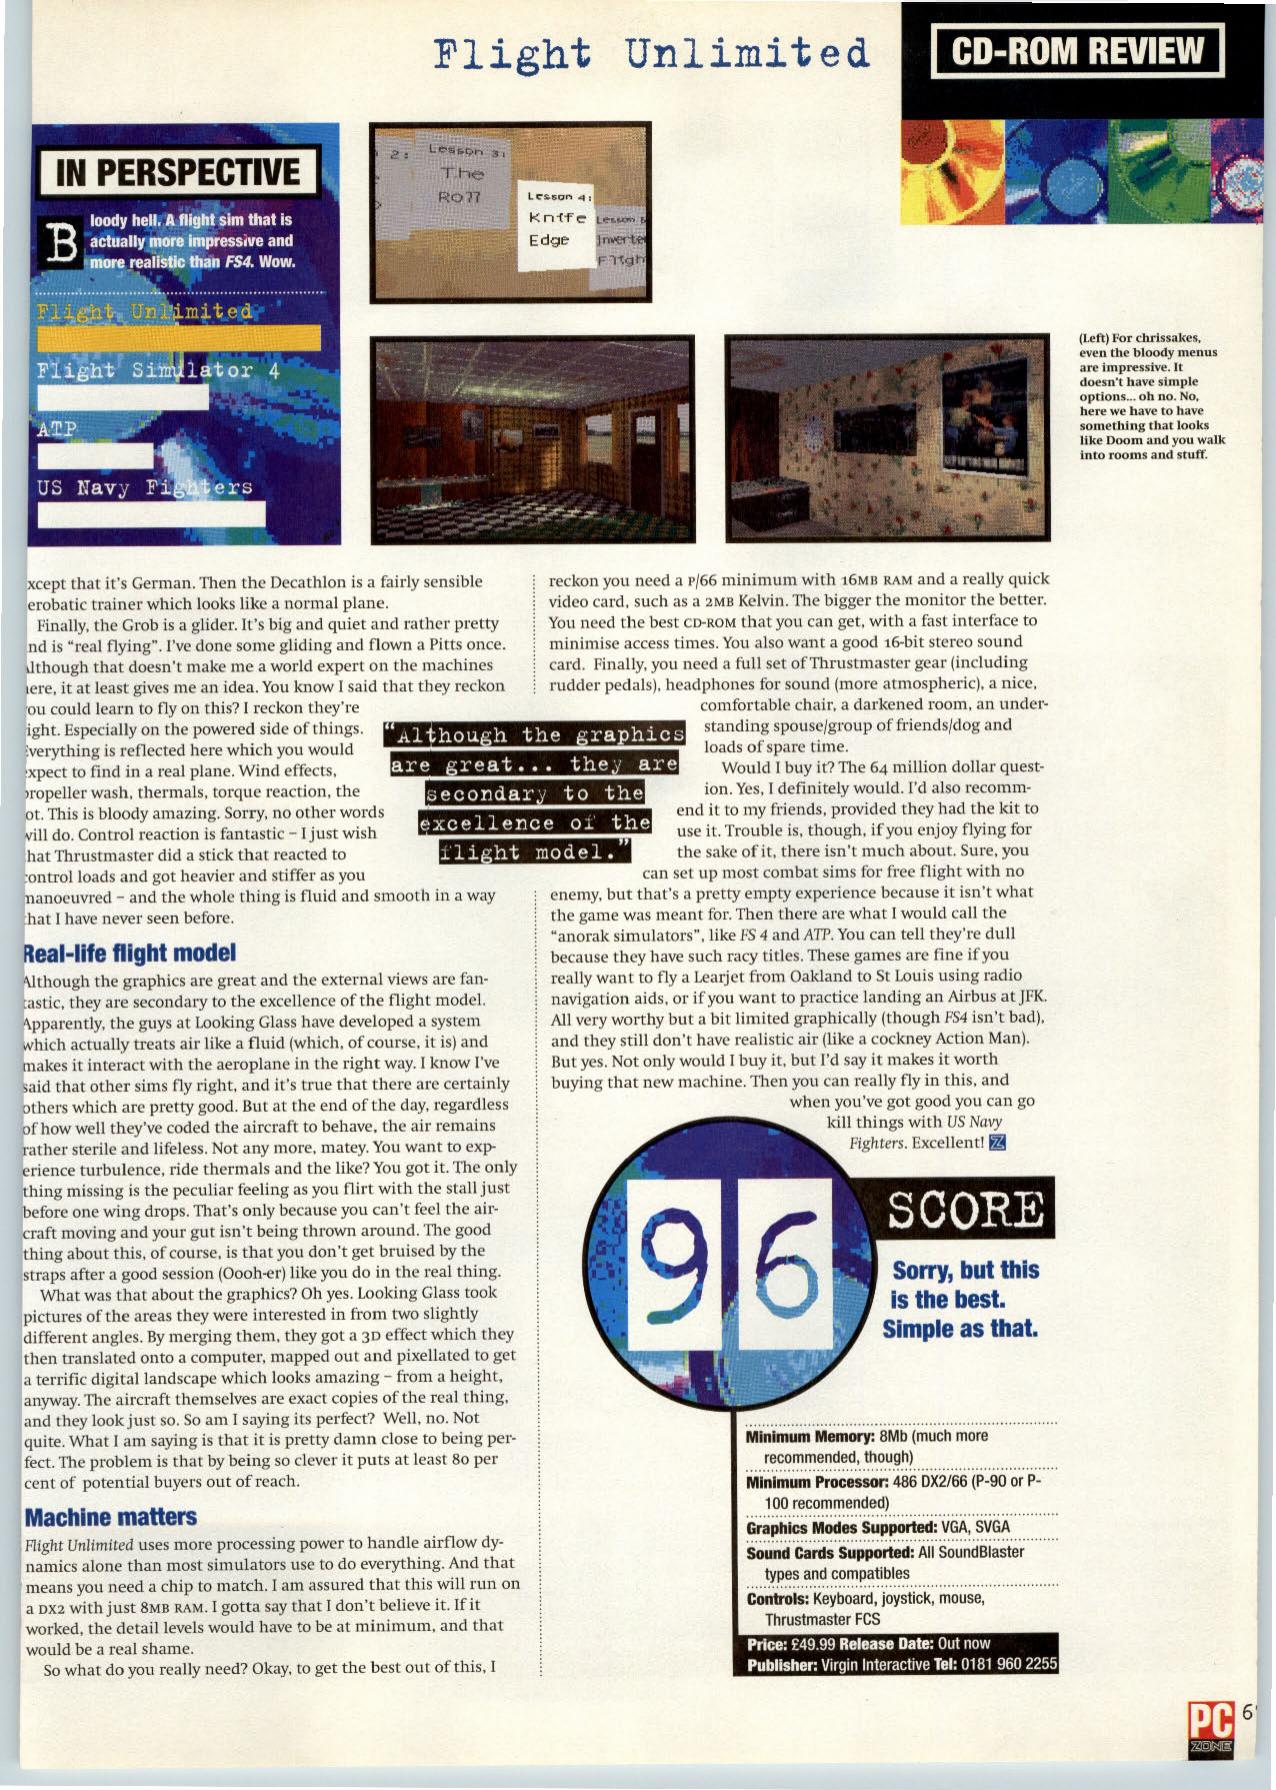 Flight Unlimited
CD-ROM REVIEW
IN PERSPECTIVE
Bloody hell. A flight sim that is
actually more impressive and
more realistic than FS4. Wow.
Flight Unlimited
Flight Simulator 4
ATP
US Navy Fighters
2:
Lesson 3:
The
Roll
Lesson 4:
Knife
Edge
Lesson
Inverte
Fligh
(Left) For chrissakes,
even the bloody menus
are impressive. It
doesn't have simple
options... oh no. No,
here we have to have
something that looks
like Doom and you walk
into rooms and stuff.
xcept that it's German. Then the Decathlon is a fairly sensible
erobatic trainer which looks like a normal plane.
Finally, the Grob is a glider. It's big and quiet and rather pretty
nd is "real flying". I've done some gliding and flown a Pitts once.
lthough that doesn't make me a world expert on the machines
ere, it at least gives me an idea. You know I said that they reckon
ou could learn to fly on this? I reckon they're
ight. Especially on the powered side of things.
verything is reflected here which you would
xpect to find in a real plane. Wind effects,
ropeller wash, thermals, torque reaction, the
ot. This is bloody amazing. Sorry, no other words
vill do. Control reaction is fantastic – I just wish
hat Thrustmaster did a stick that reacted to
ontrol loads and got heavier and stiffer as you
nanoeuvred – and the whole thing is fluid and smooth in a way
hat I have never seen before.
Real-life flight model
Although the graphics are great and the external views are fan-
tastic, they are secondary to the excellence of the flight model.
Apparently, the guys at Looking Glass have developed a system
which actually treats air like a fluid (which, of course, it is) and
makes it interact with the aeroplane in the right way. I know I've
said that other sims fly right, and it's true that there are certainly
others which are pretty good. But at the end of the day, regardless
of how well they've coded the aircraft to behave, the air remains
rather sterile and lifeless. Not any more, matey. You want to exp-
erience turbulence, ride thermals and the like? You got it. The only
thing missing is the peculiar feeling as you flirt with the stall just
before one wing drops. That's only because you can't feel the air-
craft moving and your gut isn't being thrown around. The good
thing about this, of course, is that you don't get bruised by the
straps after a good session (Oooh-er) like you do in the real thing.
What was that about the graphics? Oh yes. Looking Glass took
pictures of the areas they were interested in from two slightly
different angles. By merging them, they got a 3D effect which they
then translated onto a computer, mapped out and pixellated to get
a terrific digital landscape which looks amazing – from a height,
anyway. The aircraft themselves are exact copies of the real thing,
and they look just so. So am I saying its perfect? Well, no. Not
quite. What I am saying is that it is pretty damn close to being per-
fect. The problem is that by being so clever it puts at least 80 per
cent of potential buyers out of reach.
Machine matters
Flight Unlimited uses more processing power to handle airflow dy-
namics alone than most simulators use to do everything. And that
means you need a chip to match. I am assured that this will run on
a DX2 with just 8MB RAM. I gotta say that I don't believe it. If it
worked, the detail levels would have to be at minimum, and that
would be a real shame.
So what do you really need? Okay, to get the best out of this, I
"Although the graphics
are great... they are
secondary to the
excellence of the
flight model."
reckon you need a P/66 minimum with 16MB RAM and a really quick
video card, such as a 2MB Kelvin. The bigger the monitor the better.
You need the best CD-ROM that you can get, with a fast interface to
minimise access times. You also want a good 16-bit stereo sound
card. Finally, you need a full set of Thrustmaster gear (including
rudder pedals), headphones for sound (more atmospheric), a nice,
comfortable chair, a darkened room, an under-
standing spouse/group of friends/dog and
loads of spare time.
Would I buy it? The 64 million dollar quest-
ion. Yes, I definitely would. I'd also recomm-
end it to my friends, provided they had the kit to
use it. Trouble is, though, if you enjoy flying for
the sake of it, there isn't much about. Sure, you
can set up most combat sims for free flight with no
enemy, but that's a pretty empty experience because it isn't what
the game was meant for. Then there are what I would call the
"anorak simulators", like FS 4 and ATP. You can tell they're dull
because they have such racy titles. These games are fine if you
really want to fly a Learjet from Oakland to St Louis using radio
navigation aids, or if you want to practice landing an Airbus at JFK.
All very worthy but a bit limited graphically (though FS4 isn't bad),
and they still don't have realistic air (like a cockney Action Man).
But yes. Not only would I buy it, but I'd say it makes it worth
buying that new machine. Then you can really fly in this, and
when you've got good you can go
kill things with US Navy
Fighters. Excellent! Z
96
SCORE
Sorry, but this
is the best.
Simple as that.
Minimum Memory: 8Mb (much more
recommended, though)
Minimum Processor: 486 DX2/66 (P-90 or P-
100 recommended)
Graphics Modes Supported: VGA, SVGA
Sound Cards Supported: All SoundBlaster
types and compatibles
Controls: Keyboard, joystick, mouse,
Thrustmaster FCS
Price: £49.99 Release Date: Out now
Publisher: Virgin Interactive Tel: 0181 960 2255
PC
ZONE